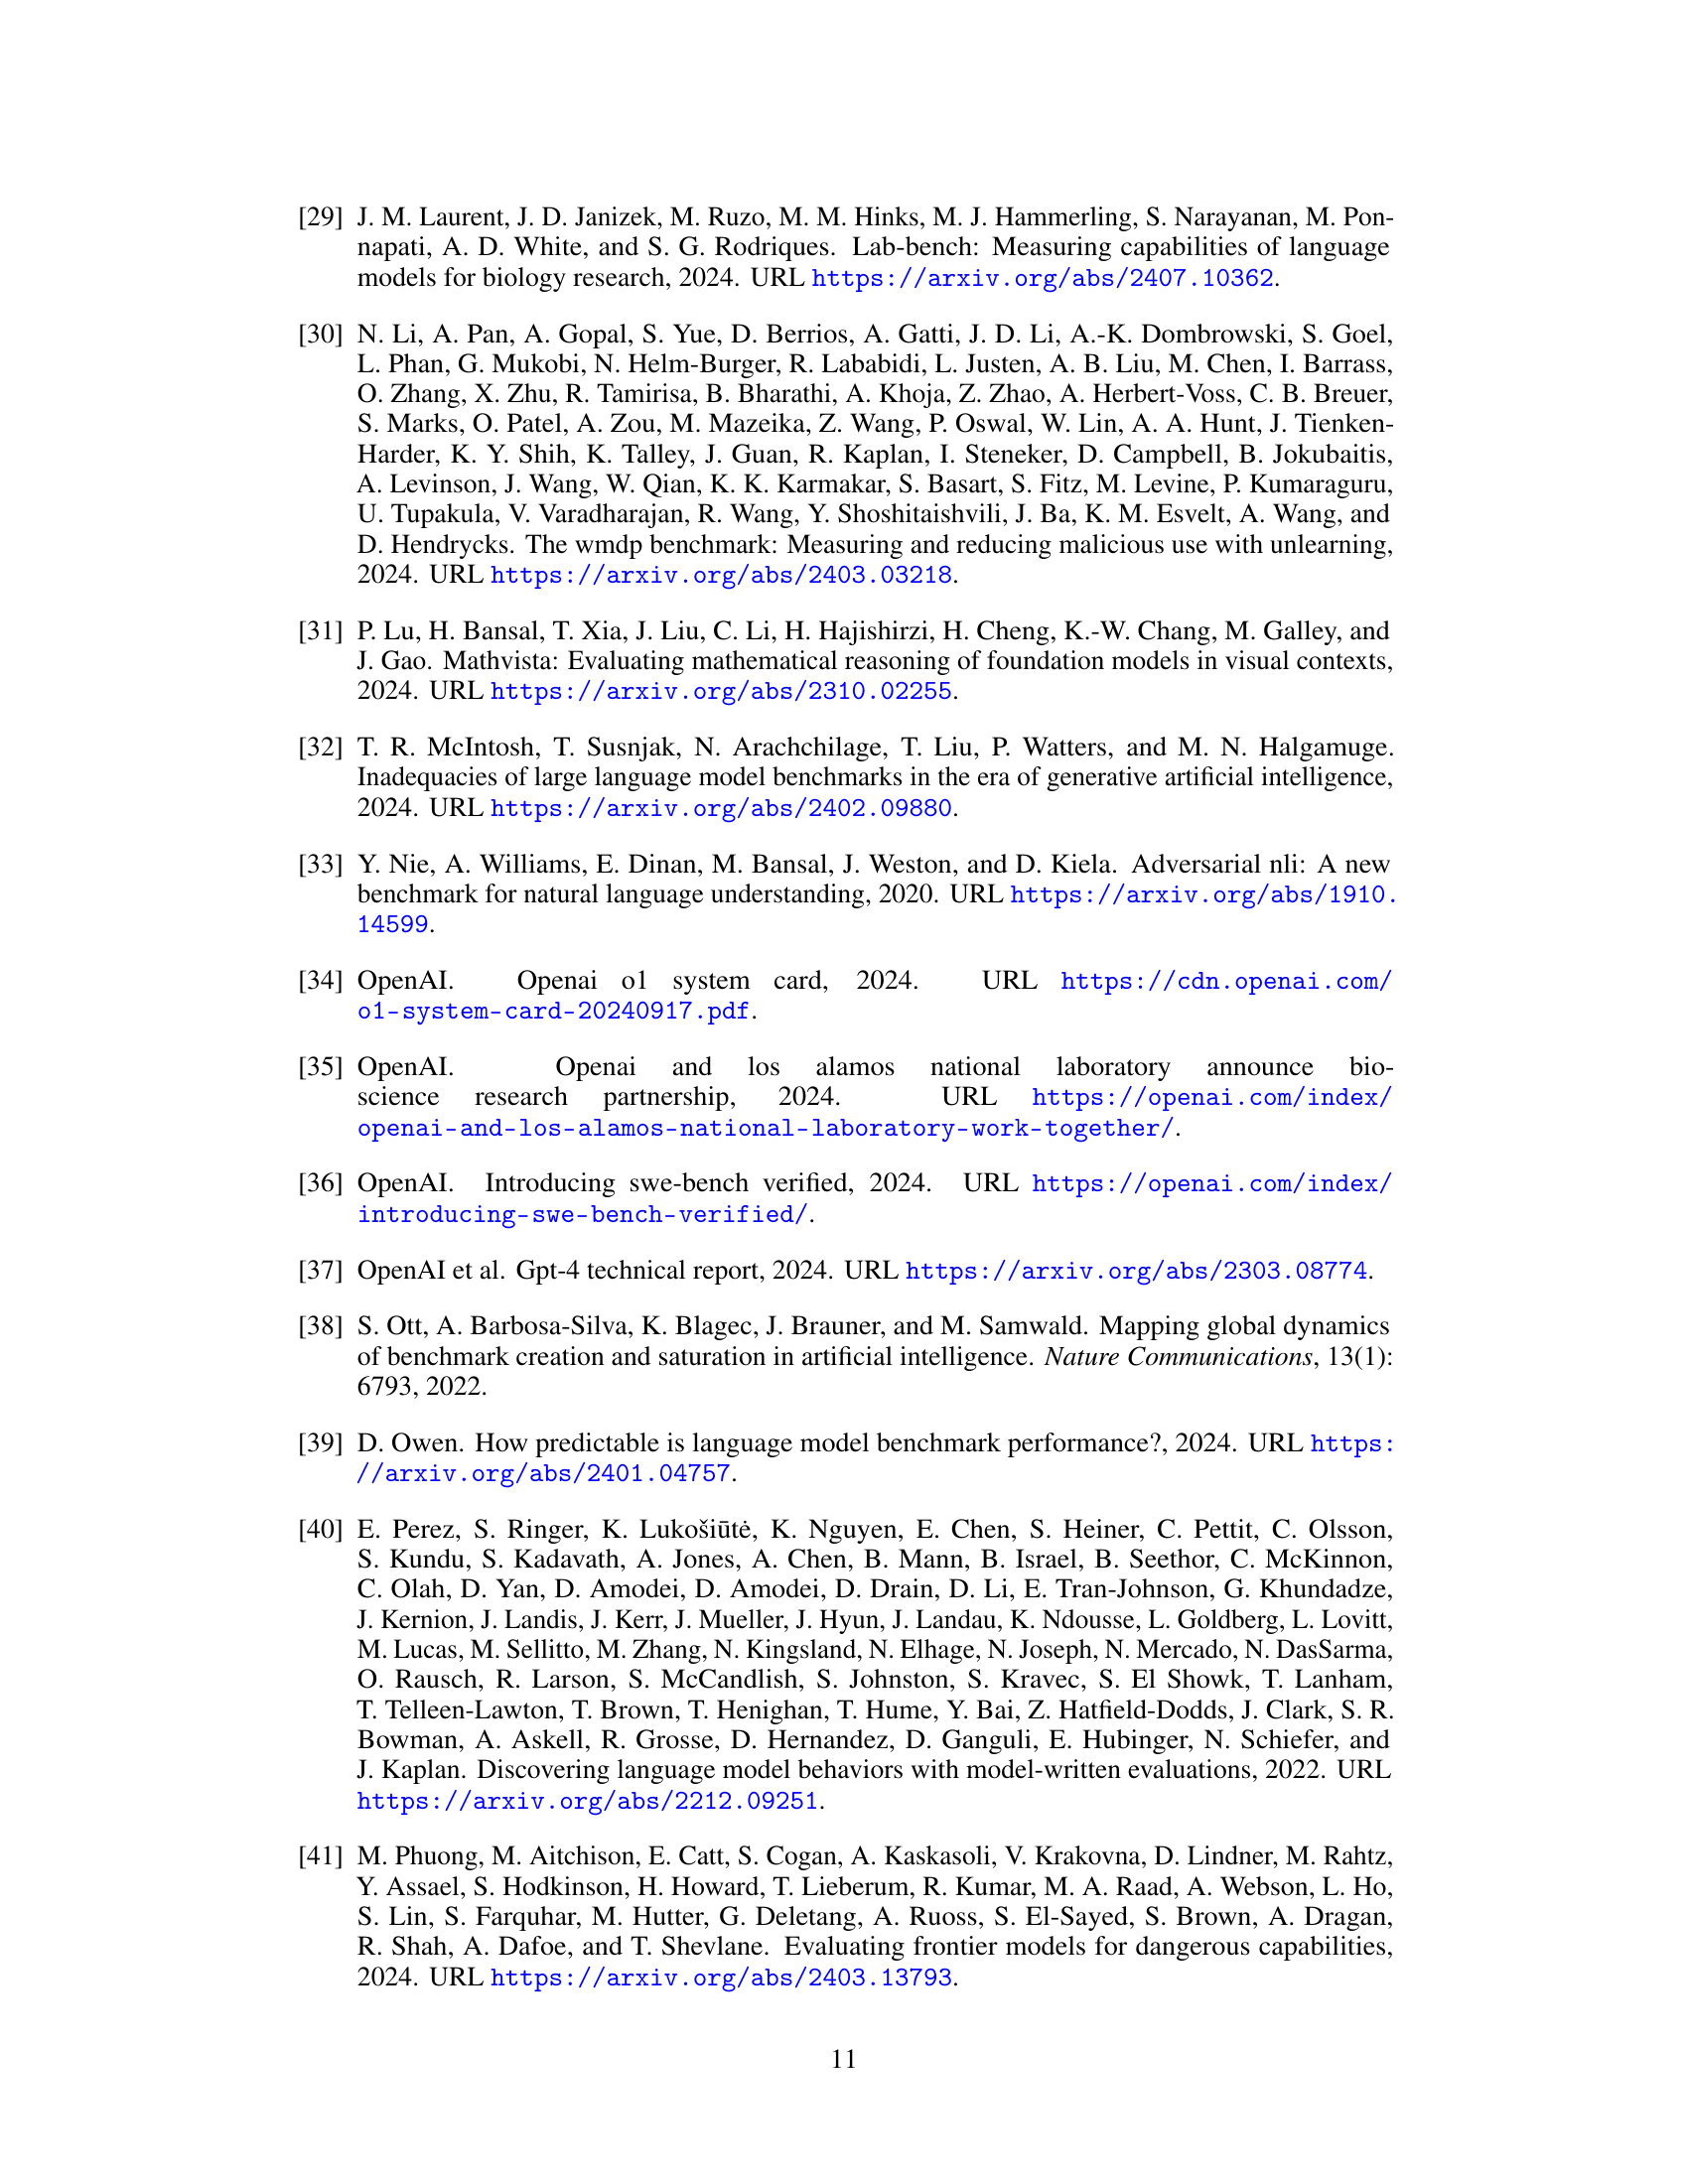 [29] J. M. Laurent, J. D. Janizek, M. Ruzo, M. M. Hinks, M. J. Hammerling, S. Narayanan, M. Pon-
napati, A. D. White, and S. G. Rodriques. Lab-bench: Measuring capabilities of language
models for biology research, 2024. URL https://arxiv.org/abs/2407.10362.
[30] N. Li, A. Pan, A. Gopal, S. Yue, D. Berrios, A. Gatti, J. D. Li, A.-K. Dombrowski, S. Goel,
L. Phan, G. Mukobi, N. Helm-Burger, R. Lababidi, L. Justen, A. B. Liu, M. Chen, I. Barrass,
O. Zhang, X. Zhu, R. Tamirisa, B. Bharathi, A. Khoja, Z. Zhao, A. Herbert-Voss, C. B. Breuer,
S. Marks, O. Patel, A. Zou, M. Mazeika, Z. Wang, P. Oswal, W. Lin, A. A. Hunt, J. Tienken-
Harder, K. Y. Shih, K. Talley, J. Guan, R. Kaplan, I. Steneker, D. Campbell, B. Jokubaitis,
A. Levinson, J. Wang, W. Qian, K. K. Karmakar, S. Basart, S. Fitz, M. Levine, P. Kumaraguru,
U. Tupakula, V. Varadharajan, R. Wang, Y. Shoshitaishvili, J. Ba, K. M. Esvelt, A. Wang, and
D. Hendrycks. The wmdp benchmark: Measuring and reducing malicious use with unlearning,
2024. URL https://arxiv.org/abs/2403.03218.
[31] P. Lu, H. Bansal, T. Xia, J. Liu, C. Li, H. Hajishirzi, H. Cheng, K.-W. Chang, M. Galley, and
J. Gao. Mathvista: Evaluating mathematical reasoning of foundation models in visual contexts,
2024. URL https://arxiv.org/abs/2310.02255.
[32] T. R. McIntosh, T. Susnjak, N. Arachchilage, T. Liu, P. Watters, and M. N. Halgamuge.
Inadequacies of large language model benchmarks in the era of generative artificial intelligence,
2024. URL https://arxiv.org/abs/2402.09880.
[33] Y. Nie, A. Williams, E. Dinan, M. Bansal, J. Weston, and D. Kiela. Adversarial nli: A new
benchmark for natural language understanding, 2020. URL https://arxiv.org/abs/1910.
14599.
[34] OpenAI. Openai o1 system card, 2024. URL https://cdn.openai.com/
o1-system-card-20240917.pdf.
[35] OpenAI. Openai and los alamos national laboratory announce bio-
science research partnership, 2024. URL https://openai.com/index/
openai-and-los-alamos-national-laboratory-work-together/.
[36] OpenAI. Introducing swe-bench verified, 2024. URL https://openai.com/index/
introducing-swe-bench-verified/.
[37] OpenAI et al. Gpt-4 technical report, 2024. URL https://arxiv.org/abs/2303.08774.
[38] S. Ott, A. Barbosa-Silva, K. Blagec, J. Brauner, and M. Samwald. Mapping global dynamics
of benchmark creation and saturation in artificial intelligence. Nature Communications, 13(1):
6793, 2022.
[39] D. Owen. How predictable is language model benchmark performance?, 2024. URL https:
//arxiv.org/abs/2401.04757.
[40] E. Perez, S. Ringer, K. Lukošiūtė, K. Nguyen, E. Chen, S. Heiner, C. Pettit, C. Olsson,
S. Kundu, S. Kadavath, A. Jones, A. Chen, B. Mann, B. Israel, B. Seethor, C. McKinnon,
C. Olah, D. Yan, D. Amodei, D. Amodei, D. Drain, D. Li, E. Tran-Johnson, G. Khundadze,
J. Kernion, J. Landis, J. Kerr, J. Mueller, J. Hyun, J. Landau, K. Ndousse, L. Goldberg, L. Lovitt,
M. Lucas, M. Sellitto, M. Zhang, N. Kingsland, N. Elhage, N. Joseph, N. Mercado, N. DasSarma,
O. Rausch, R. Larson, S. McCandlish, S. Johnston, S. Kravec, S. El Showk, T. Lanham,
T. Telleen-Lawton, T. Brown, T. Henighan, T. Hume, Y. Bai, Z. Hatfield-Dodds, J. Clark, S. R.
Bowman, A. Askell, R. Grosse, D. Hernandez, D. Ganguli, E. Hubinger, N. Schiefer, and
J. Kaplan. Discovering language model behaviors with model-written evaluations, 2022. URL
https://arxiv.org/abs/2212.09251.
[41] M. Phuong, M. Aitchison, E. Catt, S. Cogan, A. Kaskasoli, V. Krakovna, D. Lindner, M. Rahtz,
Y. Assael, S. Hodkinson, H. Howard, T. Lieberum, R. Kumar, M. A. Raad, A. Webson, L. Ho,
S. Lin, S. Farquhar, M. Hutter, G. Deletang, A. Ruoss, S. El-Sayed, S. Brown, A. Dragan,
R. Shah, A. Dafoe, and T. Shevlane. Evaluating frontier models for dangerous capabilities,
2024. URL https://arxiv.org/abs/2403.13793.
11